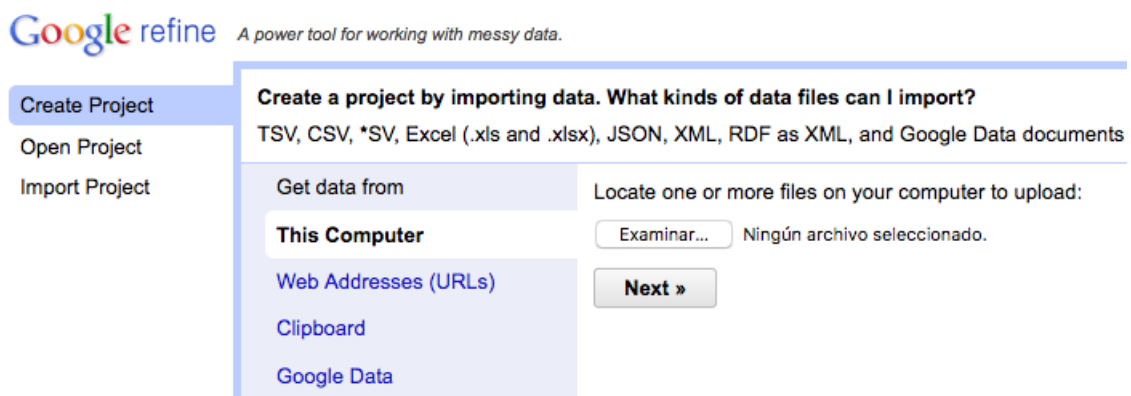 Google refine A power tool for working with messy data.
Create Project
Open Project
Import Project
Create a project by importing data. What kinds of data files can I import?
TSV, CSV, *SV, Excel (.xls and .xlsx), JSON, XML, RDF as XML, and Google Data documents
Get data from
This Computer
Web Addresses (URLs)
Clipboard
Google Data
Locate one or more files on your computer to upload:
Examinar... Ningún archivo seleccionado.
Next »